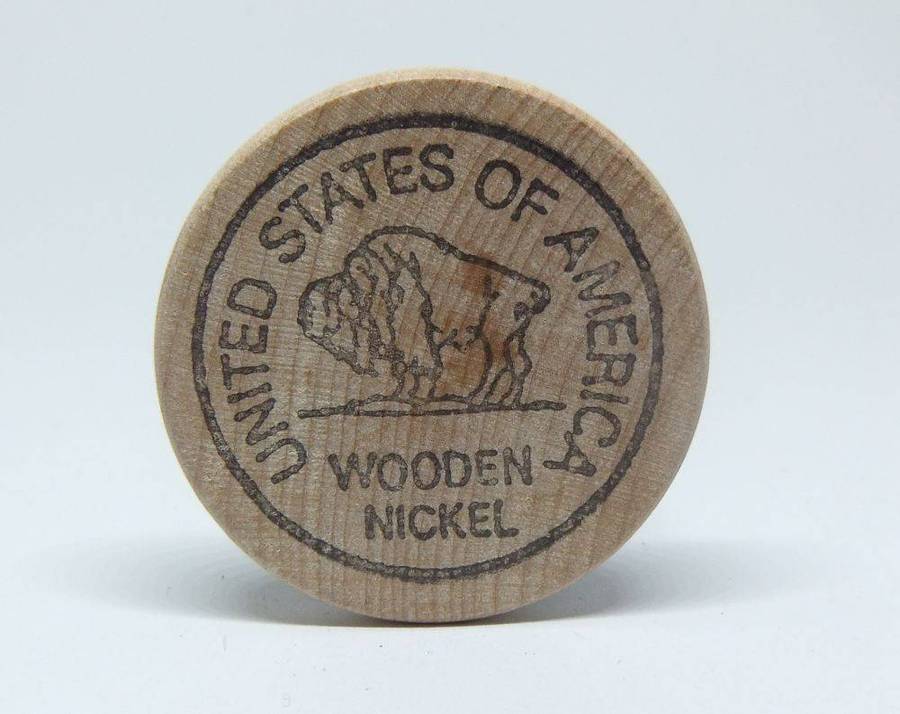 UNITED STATES OF AMERICA
WOODEN
NICKEL